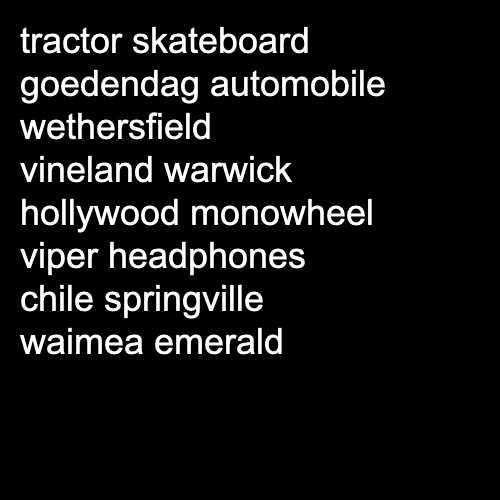 tractor skateboard
goedendag automobile
wethersfield
vineland warwick
hollywood monowheel
viper headphones
chile springville
waimea emerald